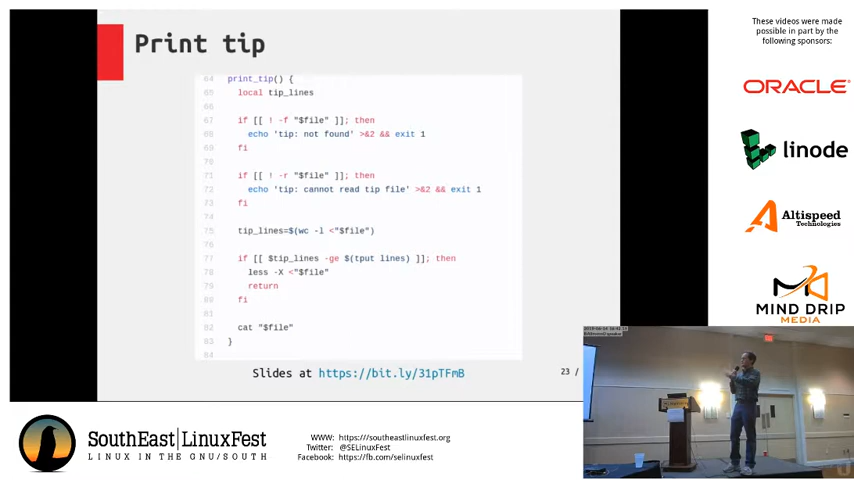 Print tip
64 print_tip() {
65 local tip_lines
66
67 if [[ ! -f "$file" ]]; then
68 echo 'tip: not found' >&2 && exit 1
69 fi
70
71 if [[ ! -r "$file" ]]; then
72 echo 'tip: cannot read tip file' >&2 && exit 1
73 fi
74
75 tip_lines=$(wc -l <"$file")
76
77 if [[ $tip_lines -ge $(tput lines) ]]; then
78 less -X <"$file"
79 return
80 fi
81
82 cat "$file"
83 }
84
Slides at https://bit.ly/31pTFmB
23 /
These videos were made
possible in part by the
following sponsors:
ORACLE
linode
Altispeed
Technologies
MIND DRIP
MEDIA
SouthEast|LinuxFest
LINUX IN THE GNU/SOUTH
WWW: https:///southeastlinuxfest.org
Twitter: @SELinuxFest
Facebook: https://fb.com/selinuxfest